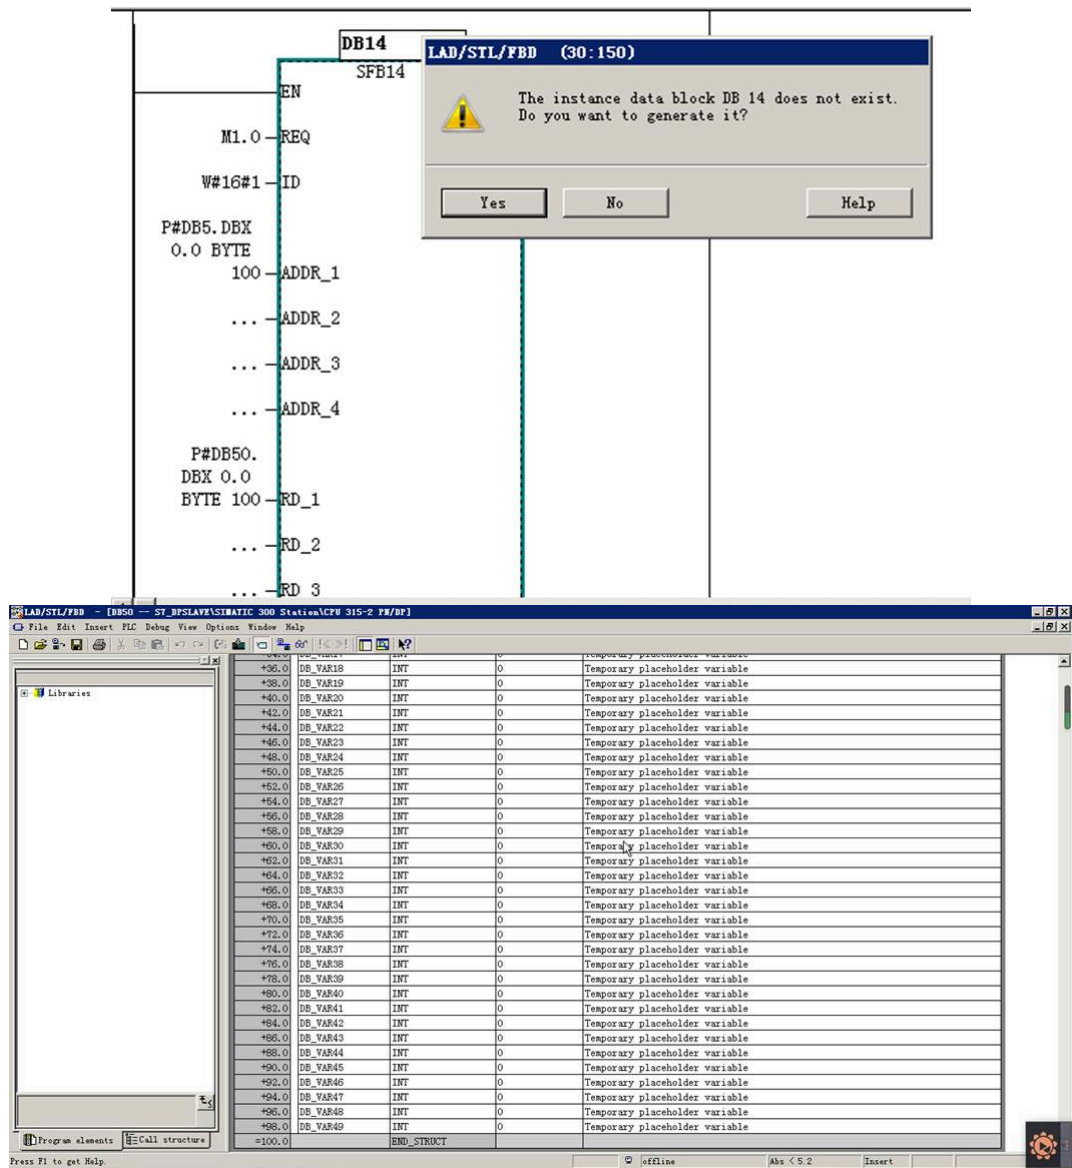 DB14
SFB14
EN
M1.0 REQ
W#16#1 ID
P#DB5.DBX
0.0 BYTE
100 ADDR_1
... ADDR_2
... ADDR_3
... ADDR_4
P#DB50.
DBX 0.0
BYTE 100 RD_1
... RD_2
... RD_3
LAD/STL/FBD (30:150)
The instance data block DB 14 does not exist.
Do you want to generate it?
Yes No Help
LAD/STL/FBD - [DB50 -- ST_DPSLAVE\SIMATIC 300 Station\CPU 315-2 PN/DP]
File Edit Insert PLC Debug View Options Window Help
Libraries
+36.0 DB_VAR18 INT 0 Temporary placeholder variable
+38.0 DB_VAR19 INT 0 Temporary placeholder variable
+40.0 DB_VAR20 INT 0 Temporary placeholder variable
+42.0 DB_VAR21 INT 0 Temporary placeholder variable
+44.0 DB_VAR22 INT 0 Temporary placeholder variable
+46.0 DB_VAR23 INT 0 Temporary placeholder variable
+48.0 DB_VAR24 INT 0 Temporary placeholder variable
+50.0 DB_VAR25 INT 0 Temporary placeholder variable
+52.0 DB_VAR26 INT 0 Temporary placeholder variable
+54.0 DB_VAR27 INT 0 Temporary placeholder variable
+56.0 DB_VAR28 INT 0 Temporary placeholder variable
+58.0 DB_VAR29 INT 0 Temporary placeholder variable
+60.0 DB_VAR30 INT 0 Temporary placeholder variable
+62.0 DB_VAR31 INT 0 Temporary placeholder variable
+64.0 DB_VAR32 INT 0 Temporary placeholder variable
+66.0 DB_VAR33 INT 0 Temporary placeholder variable
+68.0 DB_VAR34 INT 0 Temporary placeholder variable
+70.0 DB_VAR35 INT 0 Temporary placeholder variable
+72.0 DB_VAR36 INT 0 Temporary placeholder variable
+74.0 DB_VAR37 INT 0 Temporary placeholder variable
+76.0 DB_VAR38 INT 0 Temporary placeholder variable
+78.0 DB_VAR39 INT 0 Temporary placeholder variable
+80.0 DB_VAR40 INT 0 Temporary placeholder variable
+82.0 DB_VAR41 INT 0 Temporary placeholder variable
+84.0 DB_VAR42 INT 0 Temporary placeholder variable
+86.0 DB_VAR43 INT 0 Temporary placeholder variable
+88.0 DB_VAR44 INT 0 Temporary placeholder variable
+90.0 DB_VAR45 INT 0 Temporary placeholder variable
+92.0 DB_VAR46 INT 0 Temporary placeholder variable
+94.0 DB_VAR47 INT 0 Temporary placeholder variable
+96.0 DB_VAR48 INT 0 Temporary placeholder variable
+98.0 DB_VAR49 INT 0 Temporary placeholder variable
=100.0 END_STRUCT
Program elements Call structure
Press F1 to get Help. offline Abs < 5.2 Insert